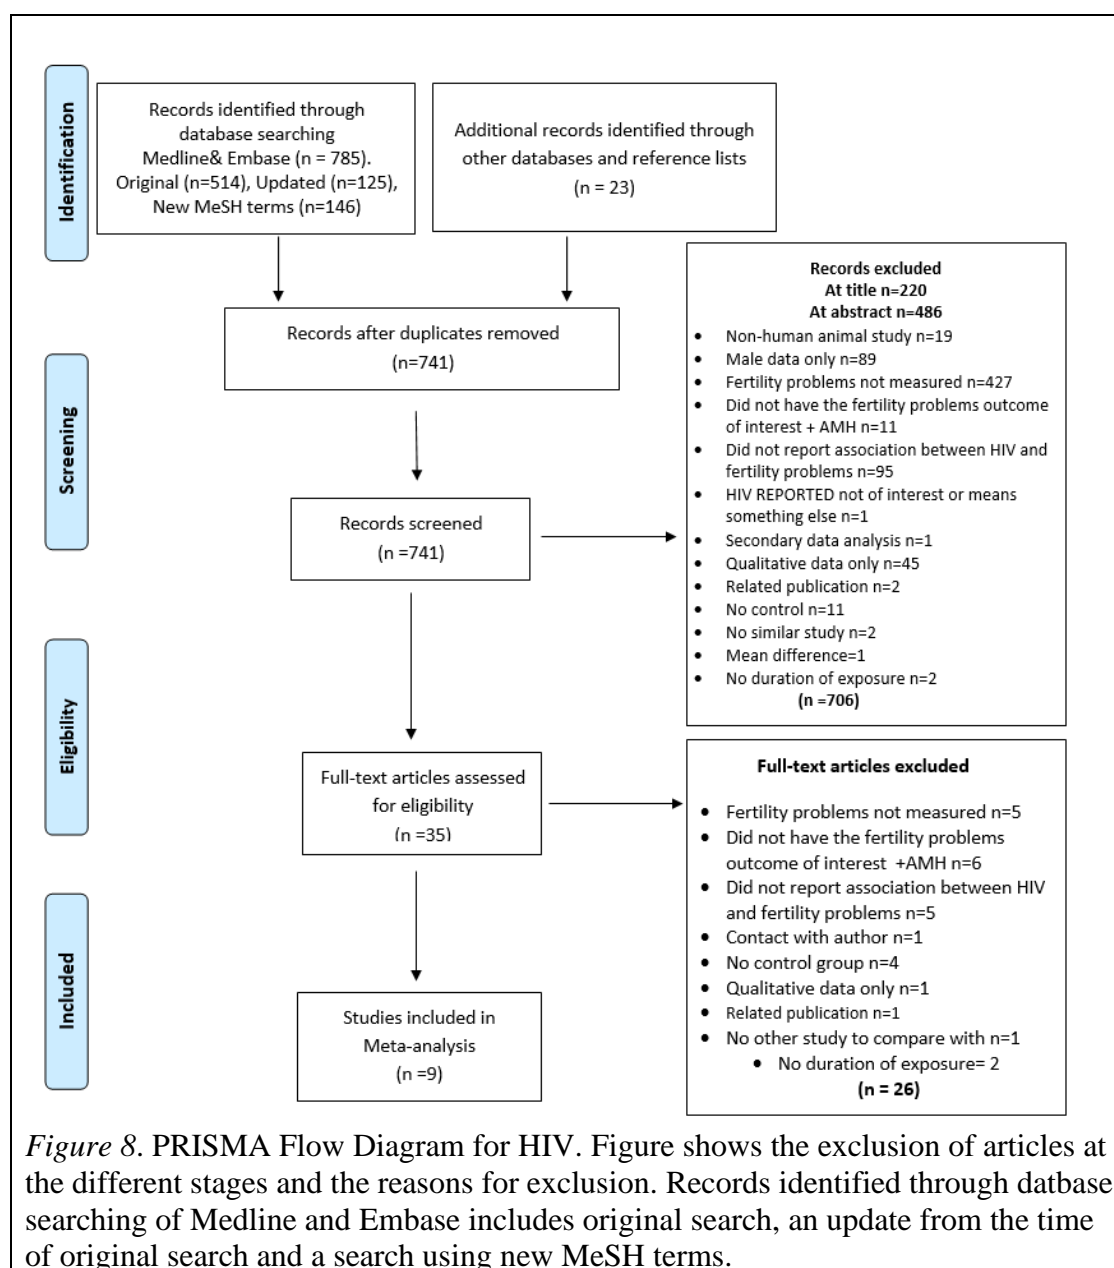 Identification
Records identified through
database searching
Medline& Embase (n = 785).
Original (n=514), Updated (n=125),
New MeSH terms (n=146)
Additional records identified through
other databases and reference lists
(n = 23)
Records after duplicates removed
(n=741)
Screening
Records screened
(n =741)
Records excluded
At title n=220
At abstract n=486
• Non-human animal study n=19
• Male data only n=89
• Fertility problems not measured n=427
• Did not have the fertility problems outcome
of interest + AMH n=11
• Did not report association between HIV and
fertility problems n=95
• HIV REPORTED not of interest or means
something else n=1
• Secondary data analysis n=1
• Qualitative data only n=45
• Related publication n=2
• No control n=11
• No similar study n=2
• Mean difference=1
• No duration of exposure n=2
(n =706)
Eligibility
Full-text articles assessed
for eligibility
(n =35)
Full-text articles excluded
• Fertility problems not measured n=5
• Did not have the fertility problems
outcome of interest +AMH n=6
• Did not report association between HIV
and fertility problems n=5
• Contact with author n=1
• No control group n=4
• Qualitative data only n=1
• Related publication n=1
• No other study to compare with n=1
• No duration of exposure= 2
(n = 26)
Included
Studies included in
Meta-analysis
(n =9)
Figure 8. PRISMA Flow Diagram for HIV. Figure shows the exclusion of articles at
the different stages and the reasons for exclusion. Records identified through datbase
searching of Medline and Embase includes original search, an update from the time
of original search and a search using new MeSH terms.